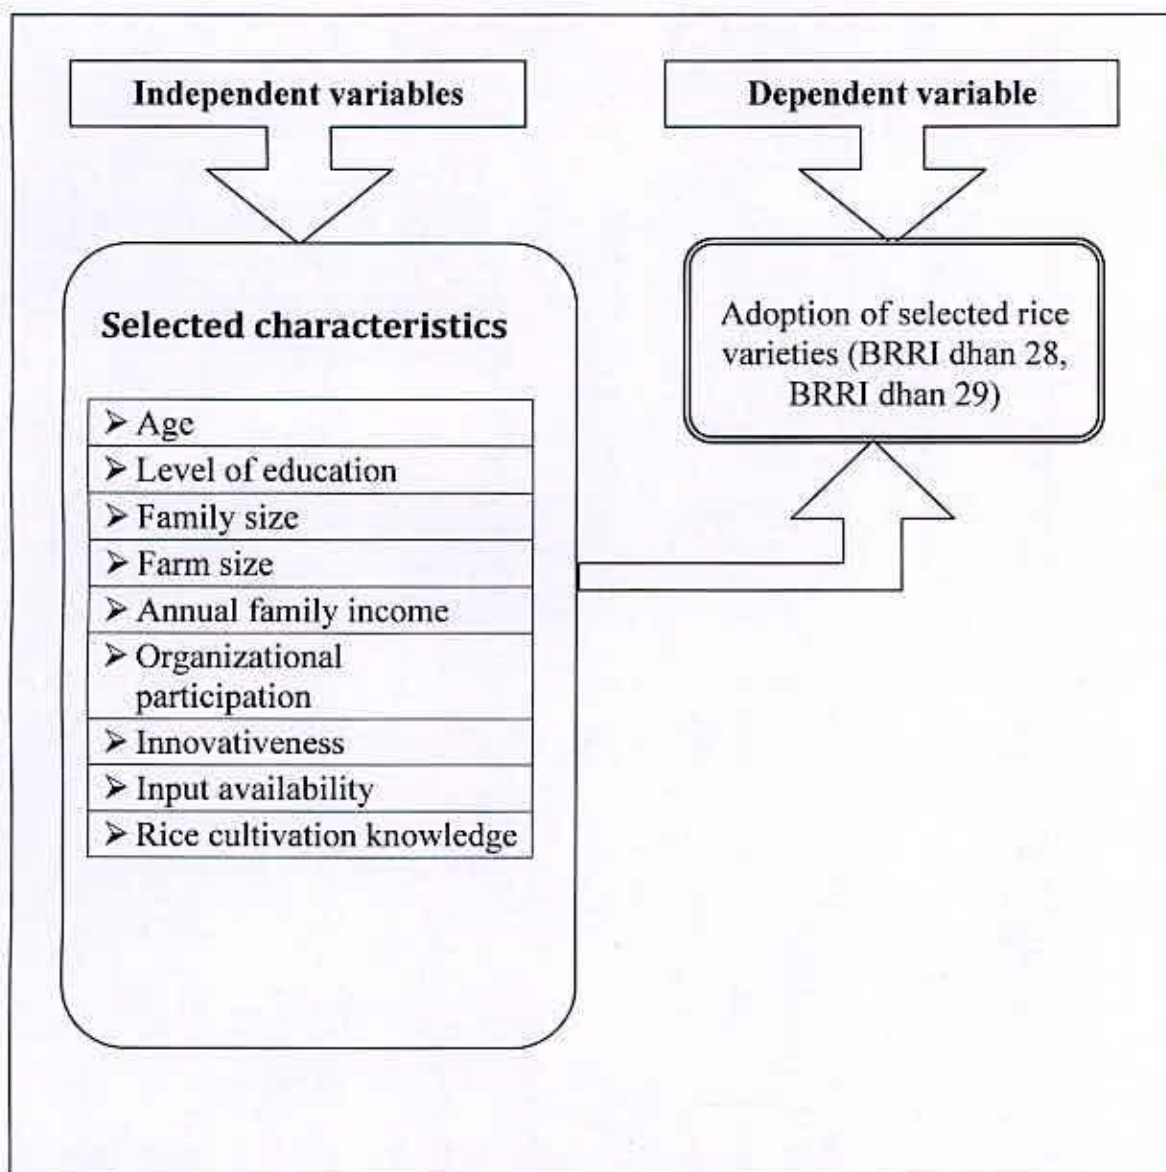 Independent variables
Dependent variable
Selected characteristics
➢ Age
➢ Level of education
➢ Family size
➢ Farm size
➢ Annual family income
➢ Organizational
participation
➢ Innovativeness
➢ Input availability
➢ Rice cultivation knowledge
Adoption of selected rice
varieties (BRRI dhan 28,
BRRI dhan 29)